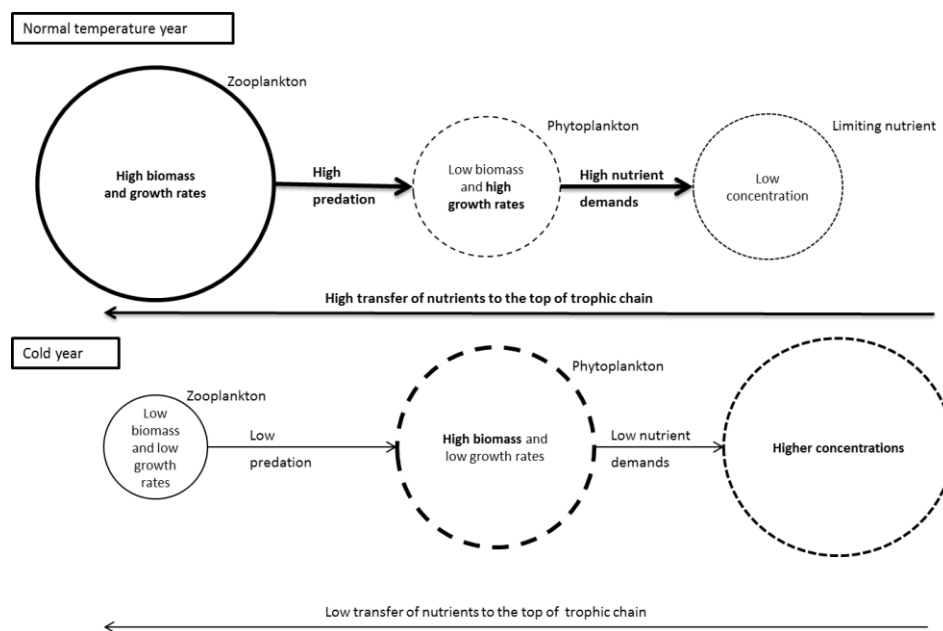 Normal temperature year
Zooplankton
Phytoplankton
Limiting nutrient
High biomass
and growth rates
High
predation
Low biomass
and high
growth rates
High nutrient
demands
Low
concentration
High transfer of nutrients to the top of trophic chain
Cold year
Zooplankton
Phytoplankton
Low
biomass
and low
growth
rates
Low
predation
High biomass and
low growth rates
Low nutrient
demands
Higher concentrations
Low transfer of nutrients to the top of trophic chain